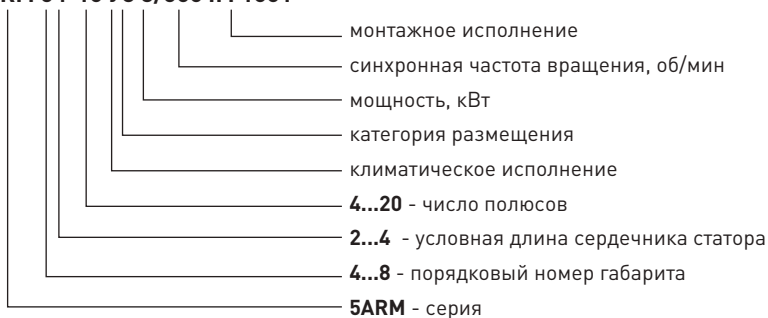 монтажное исполнение
синхронная частота вращения, об/мин
мощность, кВт
категория размещения
климатическое исполнение
4...20 - число полюсов
2...4 - условная длина сердечника статора
4...8 - порядковый номер габарита
5ARM - серия